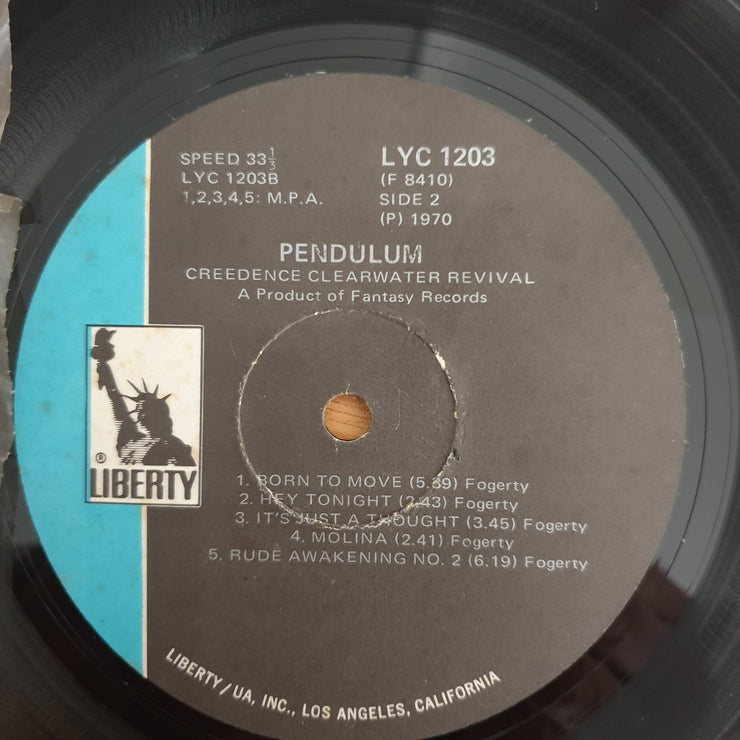 SPEED 33⅓
LYC 1203B
1,2,3,4,5: M.P.A.
LYC 1203
(F 8410)
SIDE 2
(P) 1970
PENDULUM
CREEDENCE CLEARWATER REVIVAL
A Product of Fantasy Records
®
LIBERTY
1. BORN TO MOVE (5.39) Fogerty
2. HEY TONIGHT (2.43) Fogerty
3. IT'S JUST A THOUGHT (3.45) Fogerty
4. MOLINA (2.41) Fogerty
5. RUDE AWAKENING NO. 2 (6.19) Fogerty
LIBERTY/UA, INC., LOS ANGELES, CALIFORNIA